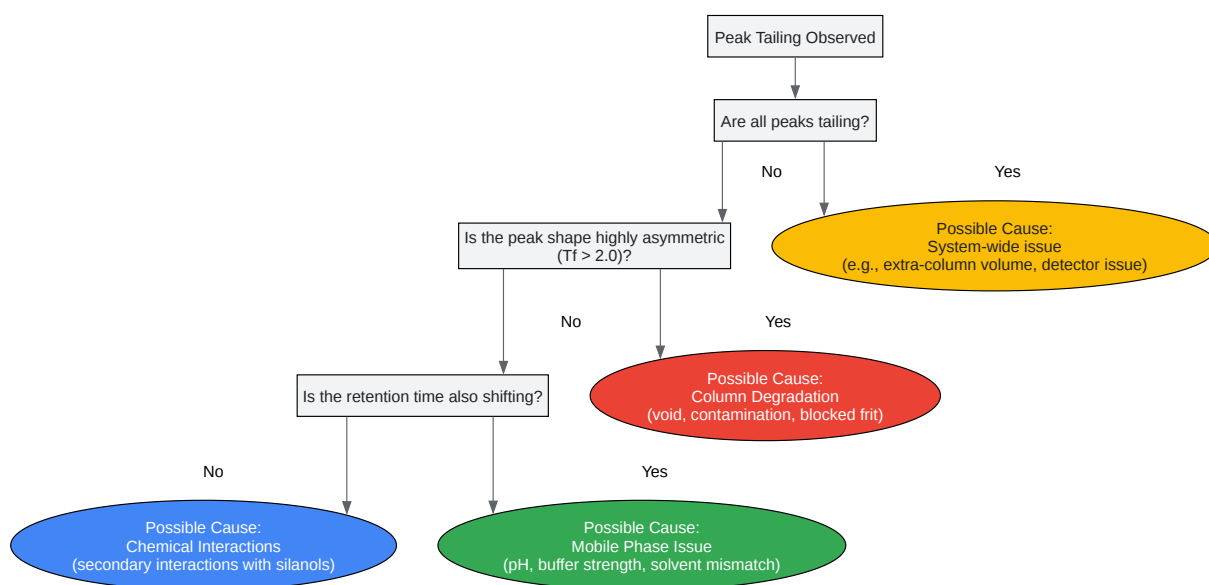 Peak Tailing Observed
Are all peaks tailing?
No
Yes
Possible Cause:
System-wide issue
(e.g., extra-column volume, detector issue)
Is the peak shape highly asymmetric
(Tf > 2.0)?
No
Yes
Possible Cause:
Column Degradation
(void, contamination, blocked frit)
Is the retention time also shifting?
No
Yes
Possible Cause:
Chemical Interactions
(secondary interactions with silanols)
Possible Cause:
Mobile Phase Issue
(pH, buffer strength, solvent mismatch)